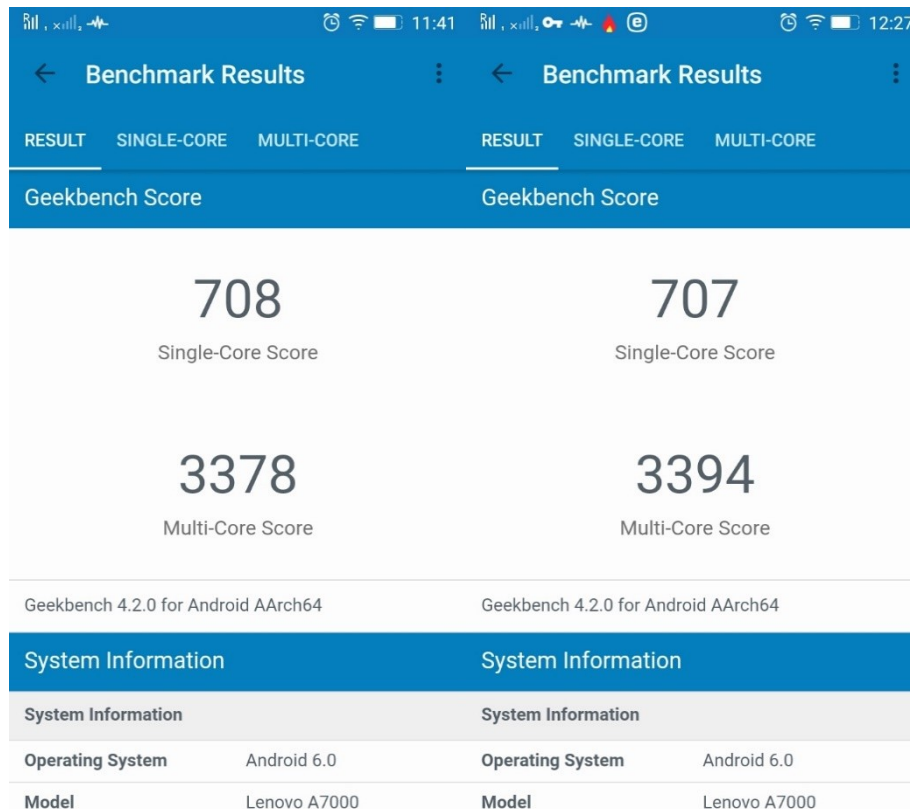 11:41
Benchmark Results
RESULT SINGLE-CORE MULTI-CORE
Geekbench Score
708
Single-Core Score
3378
Multi-Core Score
Geekbench 4.2.0 for Android AArch64
System Information
System Information
Operating System Android 6.0
Model Lenovo A7000
12:27
Benchmark Results
RESULT SINGLE-CORE MULTI-CORE
Geekbench Score
707
Single-Core Score
3394
Multi-Core Score
Geekbench 4.2.0 for Android AArch64
System Information
System Information
Operating System Android 6.0
Model Lenovo A7000